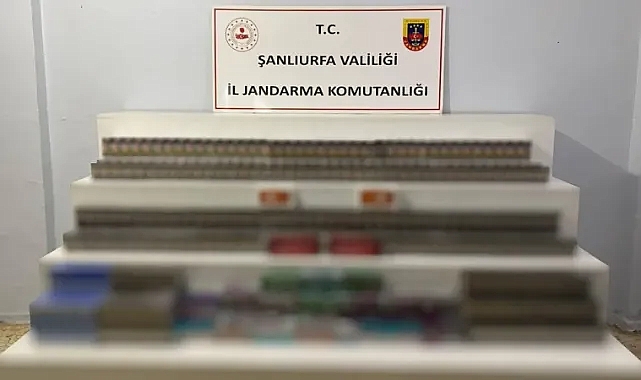 T.C.
ŞANLIURFA VALİLİĞİ
İL JANDARMA KOMUTANLIĞI